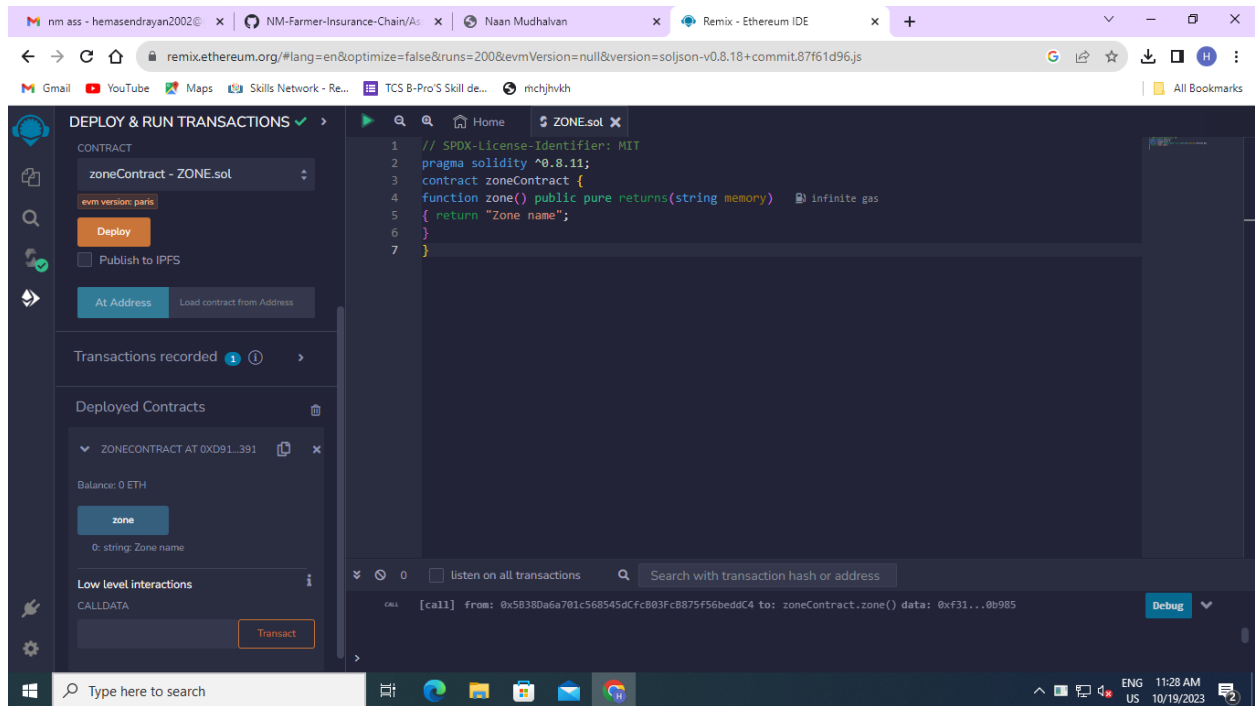 nm ass - hemasendrayan2002@
NM-Farmer-Insurance-Chain/As
Naan Mudhalvan
Remix - Ethereum IDE
remix.ethereum.org/#lang=en&optimize=false&runs=200&evmVersion=null&version=soljson-v0.8.18+commit.87f61d96.js
G
H
Gmail
YouTube
Maps
Skills Network - Re...
TCS B-Pro'S Skill de...
mchjhvkh
All Bookmarks
DEPLOY & RUN TRANSACTIONS
Home
ZONE.sol
CONTRACT
zoneContract - ZONE.sol
evm version: paris
Deploy
Publish to IPFS
At Address
Load contract from Address
Transactions recorded 1 i
Deployed Contracts
ZONECONTRACT AT 0XD91...391
Balance: 0 ETH
zone
0: string: Zone name
Low level interactions
i
CALLDATA
Transact
1 // SPDX-License-Identifier: MIT
2 pragma solidity ^0.8.11;
3 contract zoneContract {
4 function zone() public pure returns(string memory) infinite gas
5 { return "Zone name";
6 }
7 }
0
listen on all transactions
Search with transaction hash or address
CALL [call] from: 0x5B38Da6a701c568545dCfcB03FcB875f56beddC4 to: zoneContract.zone() data: 0xf31...0b985
Debug
>
Type here to search
H
ENG
US
11:28 AM
10/19/2023
2